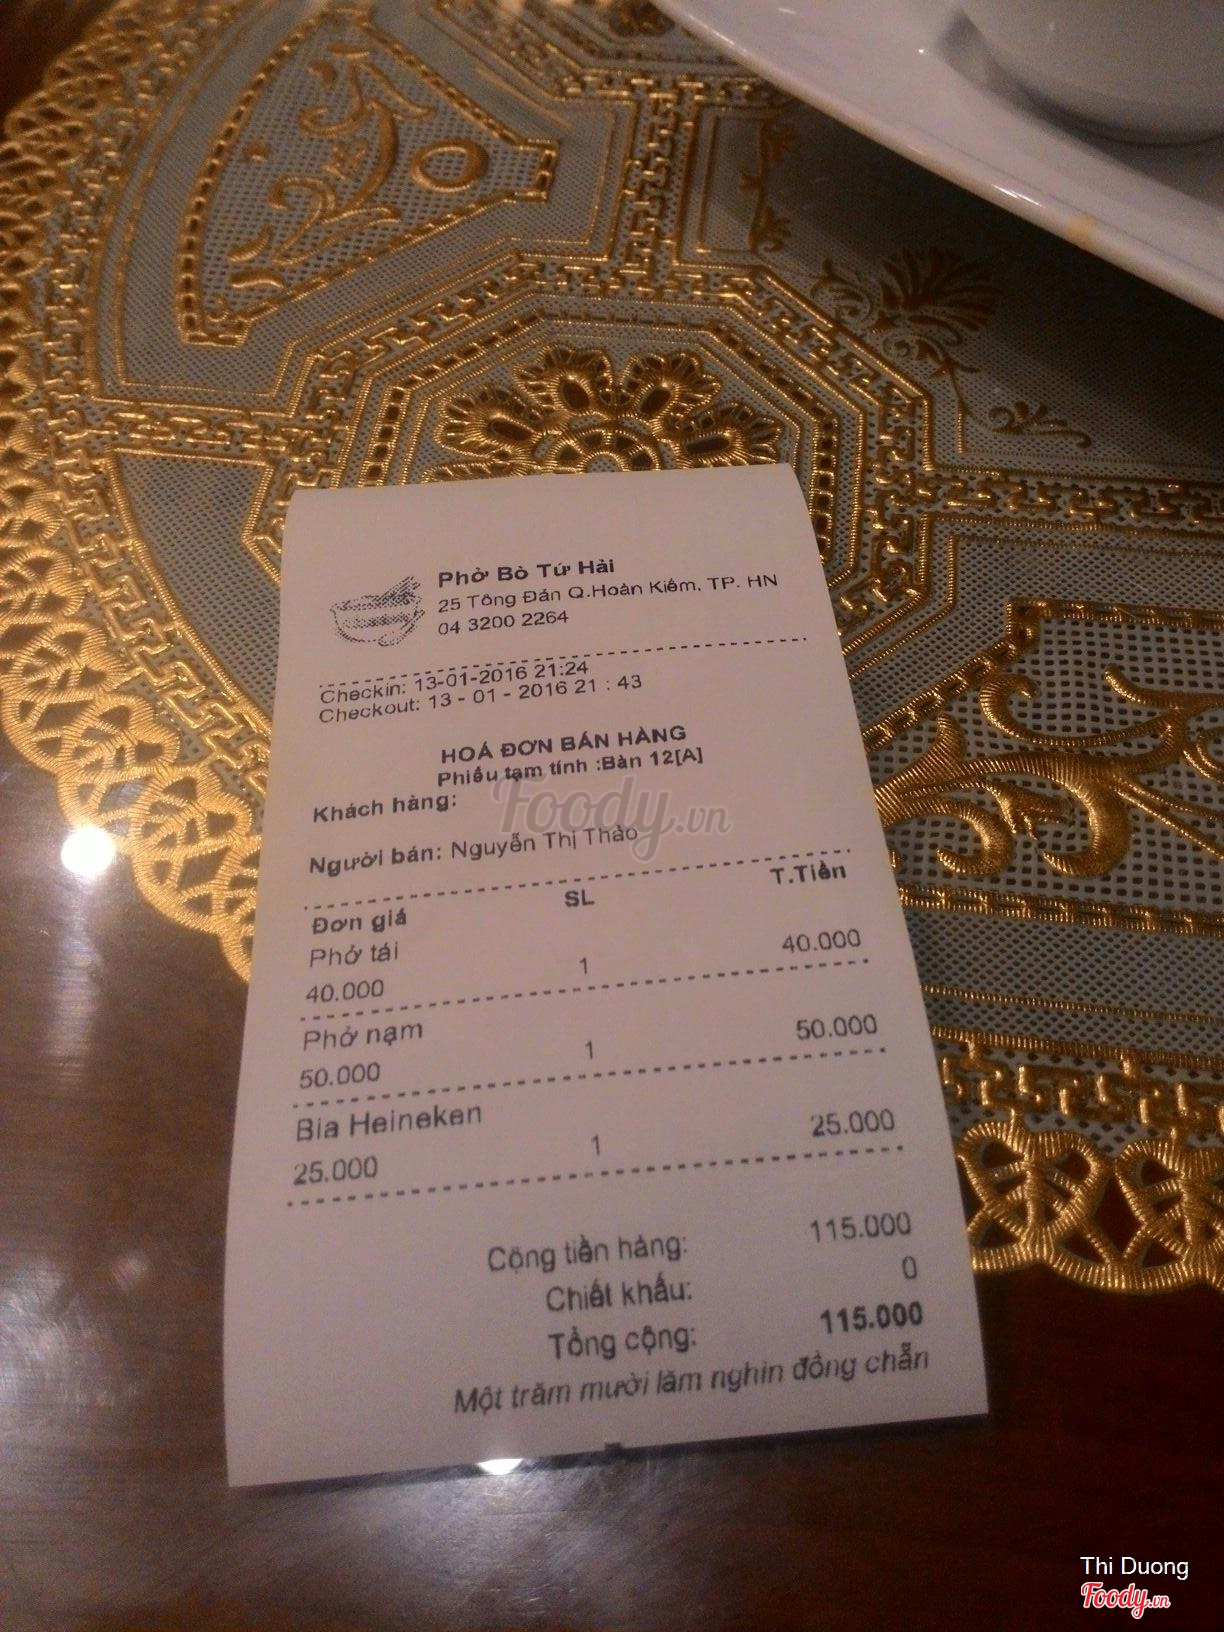 Phở Bò Tứ Hải
25 Tông Đản Q.Hoàn Kiếm, TP. HN
04 3200 2264
Checkin: 13-01-2016 21:24
Checkout: 13 - 01 - 2016 21 : 43
HOÁ ĐƠN BÁN HÀNG
Phiếu tạm tính :Bàn 12[A]
Khách hàng:
Foody.vn
Người bán: Nguyễn Thị Thảo
Đơn giá SL T.Tiền
Phở tái
40.000 1 40.000
Phở nạm
50.000 1 50.000
Bia Heineken
25.000 1 25.000
Cộng tiền hàng: 115.000
Chiết khấu: 0
Tổng cộng: 115.000
Một trăm mười lăm nghìn đồng chẵn
Thi Duong
Foody.vn